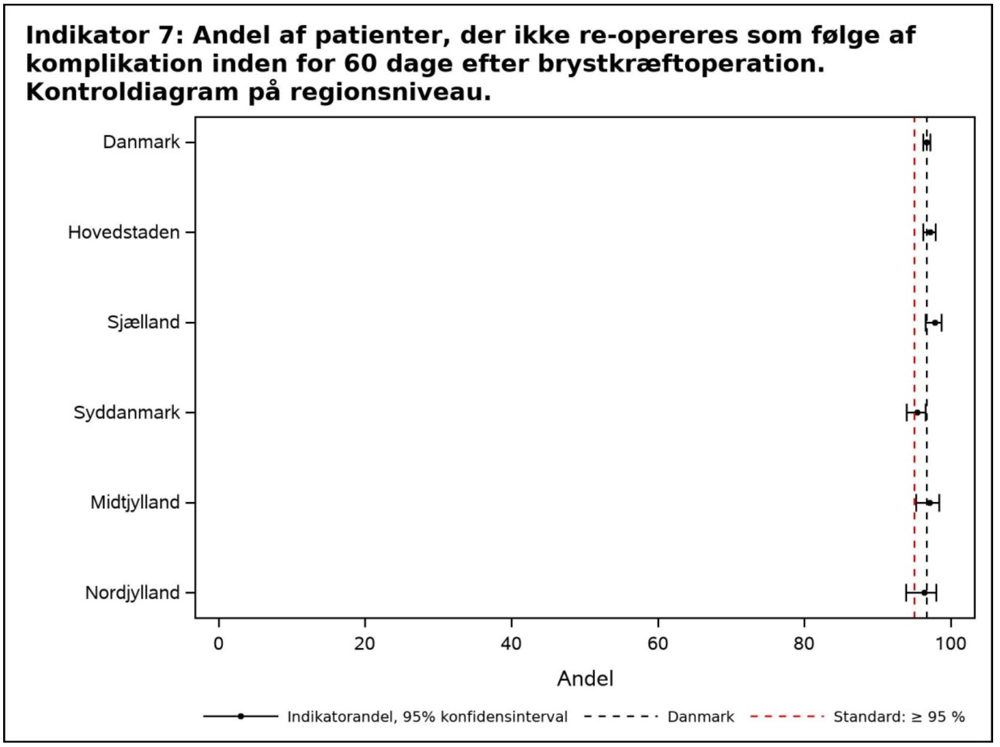 Indikator 7: Andel af patienter, der ikke re-opereres som følge af
komplikation inden for 60 dage efter brystkræftoperation.
Kontroldiagram på regionsniveau.
Danmark
Hovedstaden
Sjælland
Syddanmark
Midtjylland
Nordjylland
0 20 40 60 80 100
Andel
Indikatorandel, 95% konfidensinterval Danmark Standard: ≥ 95 %